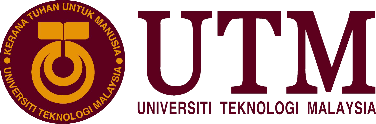 KERANA TUHAN UNTUK MANUSIA
UNIVERSITI TEKNOLOGI MALAYSIA
UTM
UNIVERSITI TEKNOLOGI MALAYSIA